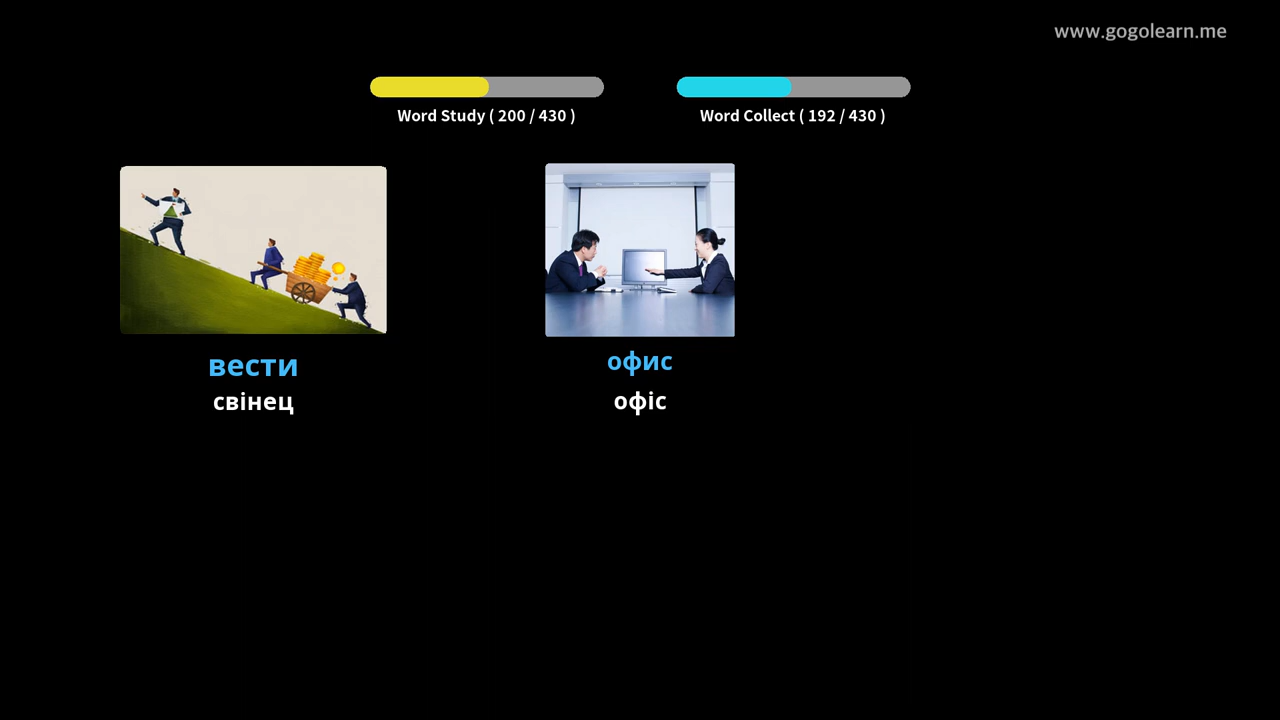 www.gogolearn.me
Word Study ( 200 / 430 )
Word Collect ( 192 / 430 )
вести
свінец
офис
офіс